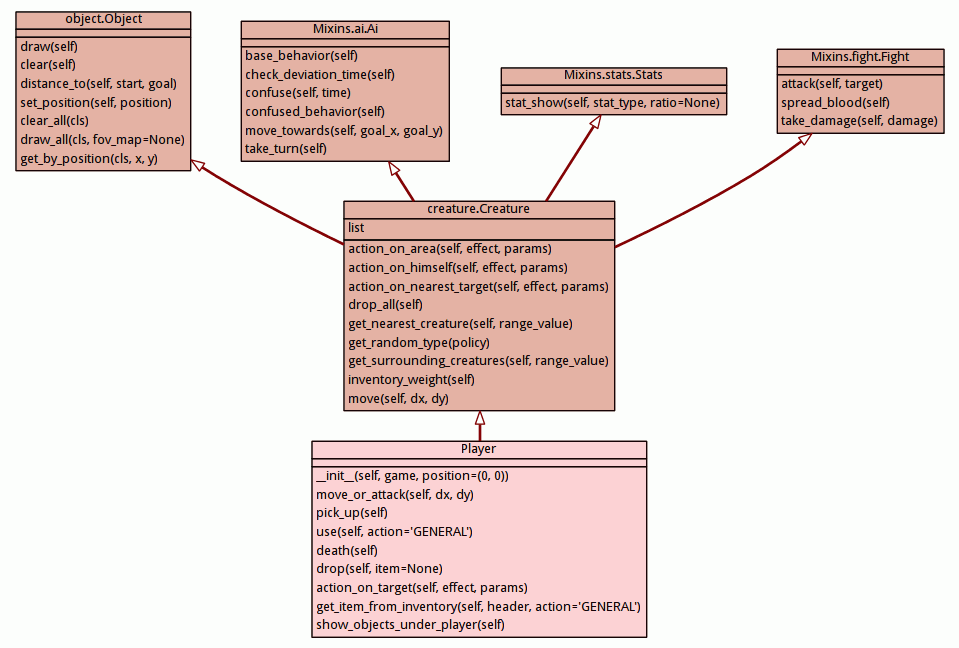 object.Object
draw(self)
clear(self)
distance_to(self, start, goal)
set_position(self, position)
clear_all(cls)
draw_all(cls, fov_map=None)
get_by_position(cls, x, y)
Mixins.ai.Ai
base_behavior(self)
check_deviation_time(self)
confuse(self, time)
confused_behavior(self)
move_towards(self, goal_x, goal_y)
take_turn(self)
Mixins.stats.Stats
stat_show(self, stat_type, ratio=None)
Mixins.fight.Fight
attack(self, target)
spread_blood(self)
take_damage(self, damage)
creature.Creature
list
action_on_area(self, effect, params)
action_on_himself(self, effect, params)
action_on_nearest_target(self, effect, params)
drop_all(self)
get_nearest_creature(self, range_value)
get_random_type(policy)
get_surrounding_creatures(self, range_value)
inventory_weight(self)
move(self, dx, dy)
Player
__init__(self, game, position=(0, 0))
move_or_attack(self, dx, dy)
pick_up(self)
use(self, action='GENERAL')
death(self)
drop(self, item=None)
action_on_target(self, effect, params)
get_item_from_inventory(self, header, action='GENERAL')
show_objects_under_player(self)